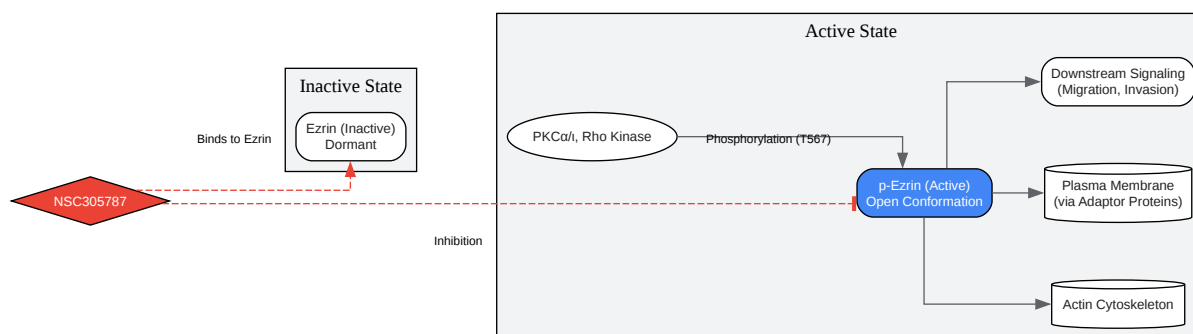 Active State
Inactive State
Ezrin (Inactive)
Dormant
Binds to Ezrin
NSC305787
Inhibition
PKCα/ι, Rho Kinase
Phosphorylation (T567)
p-Ezrin (Active)
Open Conformation
Downstream Signaling
(Migration, Invasion)
Plasma Membrane
(via Adaptor Proteins)
Actin Cytoskeleton